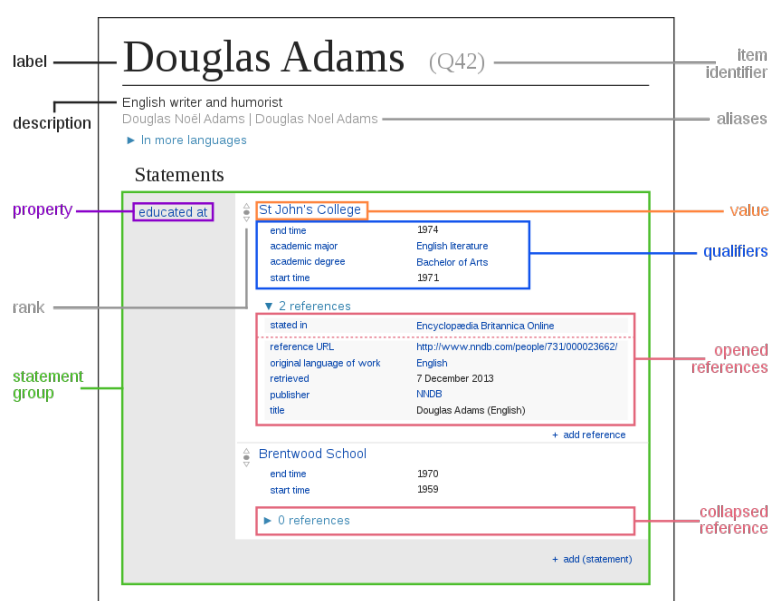 label
Douglas Adams (Q42)
item
identifier
description
English writer and humorist
Douglas Noël Adams | Douglas Noel Adams
aliases
► In more languages
Statements
property
educated at
St John's College
value
end time 1974
academic major English literature
academic degree Bachelor of Arts
start time 1971
qualifiers
rank
▼ 2 references
stated in Encyclopædia Britannica Online
reference URL http://www.nndb.com/people/731/000023662/
original language of work English
retrieved 7 December 2013
publisher NNDB
title Douglas Adams (English)
opened
references
statement
group
+ add reference
Brentwood School
end time 1970
start time 1959
► 0 references
collapsed
reference
+ add (statement)